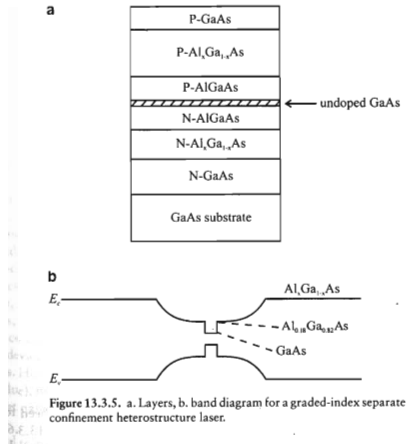 a
P-GaAs
P-AlₓGa₁₋ₓAs
P-AlGaAs
undoped GaAs
N-AlGaAs
N-AlₓGa₁₋ₓAs
N-GaAs
GaAs substrate
b
AlₓGa₁₋ₓAs
E꜀
Al₀.₁₈Ga₀.₈₂As
GaAs
Eᵥ
Figure 13.3.5. a. Layers, b. band diagram for a graded-index separate
confinement heterostructure laser.